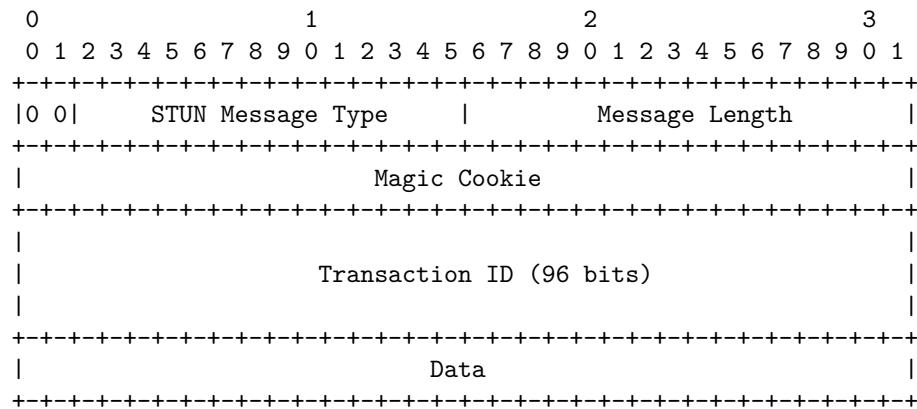 0                   1                   2                   3
0 1 2 3 4 5 6 7 8 9 0 1 2 3 4 5 6 7 8 9 0 1 2 3 4 5 6 7 8 9 0 1
+-+-+-+-+-+-+-+-+-+-+-+-+-+-+-+-+-+-+-+-+-+-+-+-+-+-+-+-+-+-+-+-+
|0 0|     STUN Message Type     |         Message Length        |
+-+-+-+-+-+-+-+-+-+-+-+-+-+-+-+-+-+-+-+-+-+-+-+-+-+-+-+-+-+-+-+-+
|                         Magic Cookie                          |
+-+-+-+-+-+-+-+-+-+-+-+-+-+-+-+-+-+-+-+-+-+-+-+-+-+-+-+-+-+-+-+-+
|                                                               |
|                     Transaction ID (96 bits)                  |
|                                                               |
+-+-+-+-+-+-+-+-+-+-+-+-+-+-+-+-+-+-+-+-+-+-+-+-+-+-+-+-+-+-+-+-+
|                             Data                              |
+-+-+-+-+-+-+-+-+-+-+-+-+-+-+-+-+-+-+-+-+-+-+-+-+-+-+-+-+-+-+-+-+